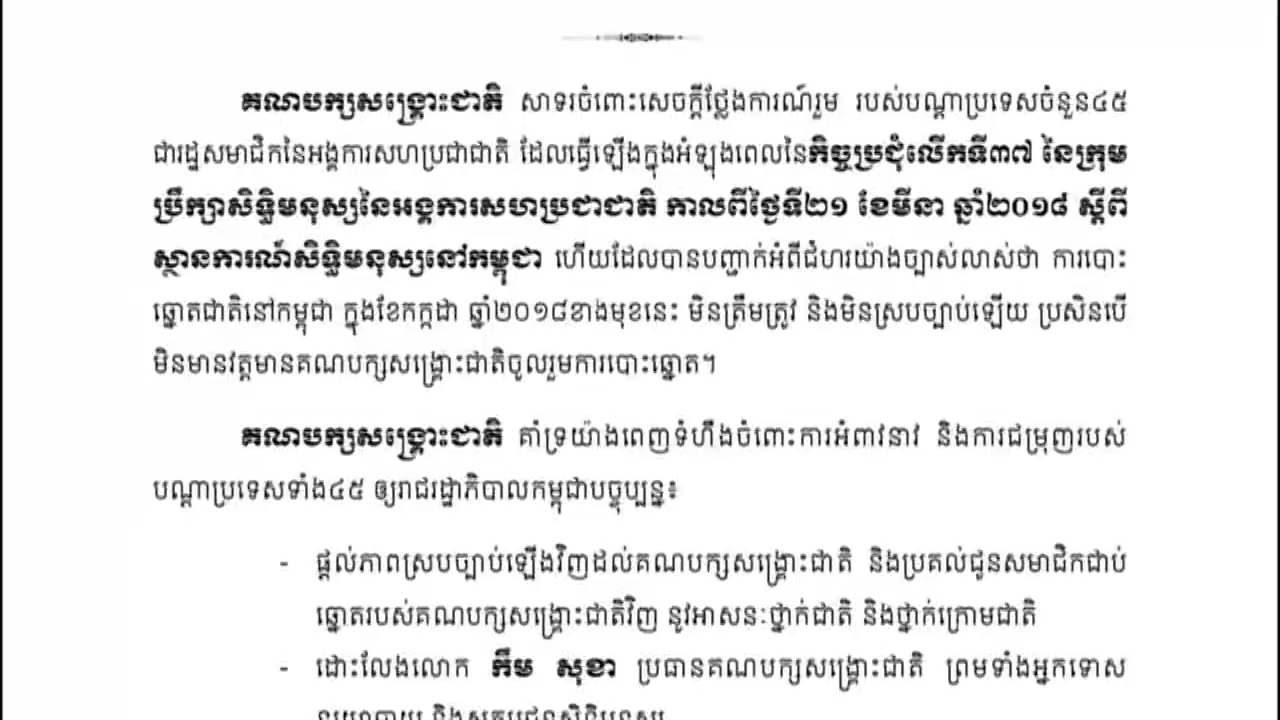 គណបក្សសង្គ្រោះជាតិ សាទរចំពោះសេចក្តីថ្លែងការណ៍រួម របស់បណ្តាប្រទេសចំនួន៤៥
ជារដ្ឋសមាជិកនៃអង្គការសហប្រជាជាតិ ដែលធ្វើឡើងក្នុងអំឡុងពេលនៃកិច្ចប្រជុំលើកទី៣៧ នៃក្រុម
ប្រឹក្សាសិទ្ធិមនុស្សនៃអង្គការសហប្រជាជាតិ កាលពីថ្ងៃទី២១ ខែមីនា ឆ្នាំ២០១៨ ស្តីពី
ស្ថានការណ៍សិទ្ធិមនុស្សនៅកម្ពុជា ហើយដែលបានបញ្ជាក់អំពីជំហរយ៉ាងច្បាស់លាស់ថា ការបោះ
ឆ្នោតជាតិនៅកម្ពុជា ក្នុងខែកក្កដា ឆ្នាំ២០១៨ខាងមុខនេះ មិនត្រឹមត្រូវ និងមិនស្របច្បាប់ឡើយ ប្រសិនបើ
មិនមានវត្តមានគណបក្សសង្គ្រោះជាតិចូលរួមការបោះឆ្នោត។
គណបក្សសង្គ្រោះជាតិ គាំទ្រយ៉ាងពេញទំហឹងចំពោះការអំពាវនាវ និងការជម្រុញរបស់
បណ្តាប្រទេសទាំង៤៥ ឲ្យរាជរដ្ឋាភិបាលកម្ពុជាបច្ចុប្បន្ន៖
- ផ្តល់ភាពស្របច្បាប់ឡើងវិញដល់គណបក្សសង្គ្រោះជាតិ និងប្រគល់ជូនសមាជិកជាប់
ឆ្នោតរបស់គណបក្សសង្គ្រោះជាតិវិញ នូវអាសនៈថ្នាក់ជាតិ និងថ្នាក់ក្រោមជាតិ
- ដោះលែងលោក កឹម សុខា ប្រធានគណបក្សសង្គ្រោះជាតិ ព្រមទាំងអ្នកទោស